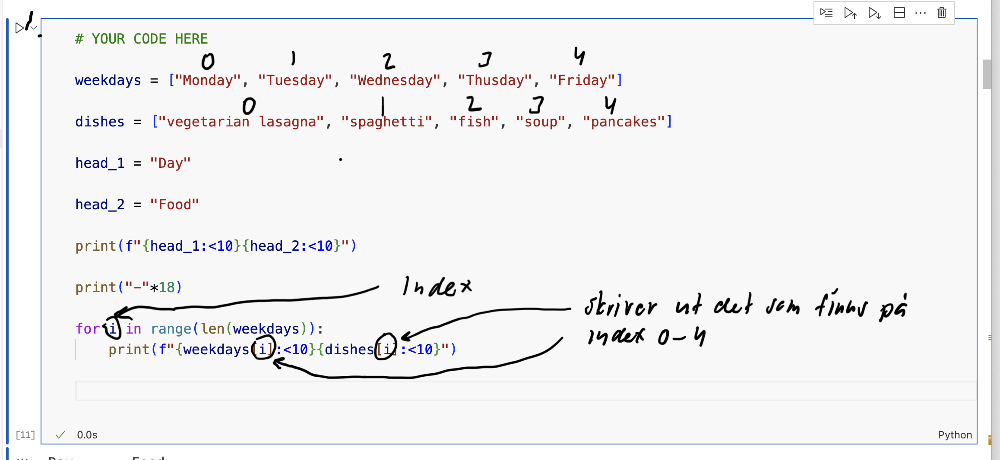 1.
# YOUR CODE HERE
0 1 2 3 4
weekdays = ["Monday", "Tuesday", "Wednesday", "Thusday", "Friday"]
0 1 2 3 4
dishes = ["vegetarian lasagna", "spaghetti", "fish", "soup", "pancakes"]
head_1 = "Day"
head_2 = "Food"
print(f"{head_1:<10}{head_2:<10}")
print("-"*18)
Index
skriver ut det som finns på
index 0-4
for i in range(len(weekdays)):
    print(f"{weekdays[i]:<10}{dishes[i]:<10}")
[11] 0.0s Python
... Day Food